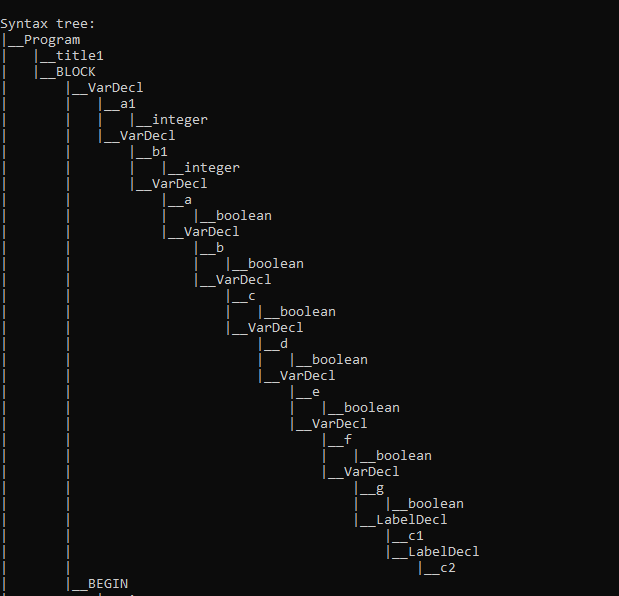 Syntax tree:
|__Program
|   |__title1
|   |__BLOCK
|       |__VarDecl
|       |   |__a1
|       |   |   |__integer
|       |   |__VarDecl
|       |       |__b1
|       |       |   |__integer
|       |       |__VarDecl
|       |           |__a
|       |           |   |__boolean
|       |           |__VarDecl
|       |               |__b
|       |               |   |__boolean
|       |               |__VarDecl
|       |                   |__c
|       |                   |   |__boolean
|       |                   |__VarDecl
|       |                       |__d
|       |                       |   |__boolean
|       |                       |__VarDecl
|       |                           |__e
|       |                           |   |__boolean
|       |                           |__VarDecl
|       |                               |__f
|       |                               |   |__boolean
|       |                               |__VarDecl
|       |                                   |__g
|       |                                   |   |__boolean
|       |                                   |__LabelDecl
|       |                                       |__c1
|       |                                       |__LabelDecl
|       |                                           |__c2
|       |__BEGIN